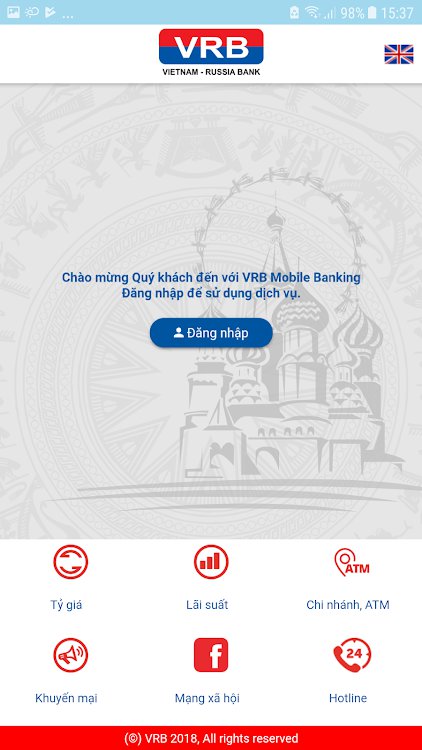 ... 98% 15:37
VRB
VIETNAM - RUSSIA BANK
Chào mừng Quý khách đến với VRB Mobile Banking
Đăng nhập để sử dụng dịch vụ.
Đăng nhập
ATM
Tỷ giá Lãi suất Chi nhánh, ATM
f 24
Khuyến mại Mạng xã hội Hotline
(©) VRB 2018, All rights reserved